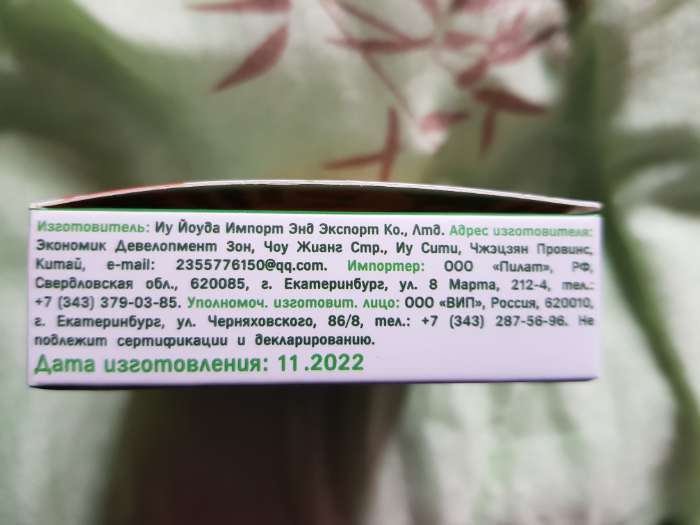 Изготовитель: Иу Йоуда Импорт Энд Экспорт Ко., Лтд. Адрес изготовителя:
Экономик Девелопмент Зон, Чоу Жианг Стр., Иу Сити, Чжэцзян Провинс,
Китай, e-mail: 2355776150@qq.com. Импортер: ООО «Пилат», РФ,
Свердловская обл., 620085, г. Екатеринбург, ул. 8 Марта, 212-4, тел.:
+7 (343) 379-03-85. Уполномоч. изготовит. лицо: ООО «ВИП», Россия, 620010,
г. Екатеринбург, ул. Черняховского, 86/8, тел.: +7 (343) 287-56-96. Не
подлежит сертификации и декларированию.
Дата изготовления: 11.2022